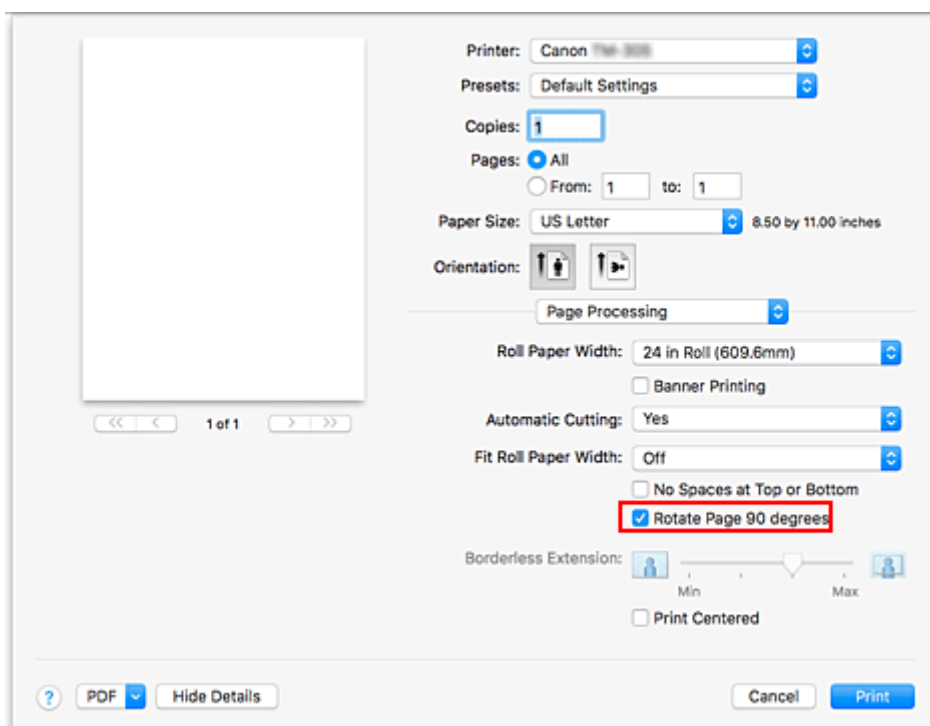 Printer: Canon
Presets: Default Settings
Copies: 1
Pages: All
From: 1 to: 1
Paper Size: US Letter 8.50 by 11.00 inches
Orientation:
Page Processing
Roll Paper Width: 24 in Roll (609.6mm)
Banner Printing
<< < 1 of 1 > >>
Automatic Cutting: Yes
Fit Roll Paper Width: Off
No Spaces at Top or Bottom
Rotate Page 90 degrees
Borderless Extension:
Min Max
Print Centered
? PDF Hide Details Cancel Print